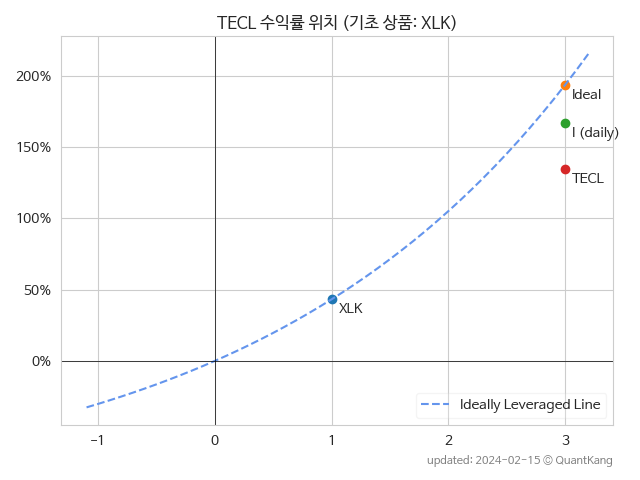 TECL 수익률 위치 (기초 상품: XLK)
200%
150%
100%
50%
0%
Ideal
I (daily)
TECL
XLK
Ideally Leveraged Line
−1
0
1
2
3
updated: 2024-02-15 © QuantKang